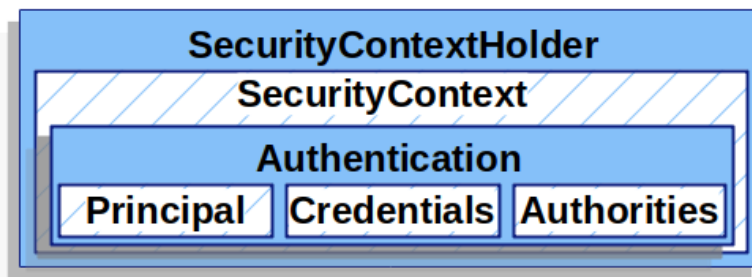 SecurityContextHolder
SecurityContext
Authentication
Principal Credentials Authorities